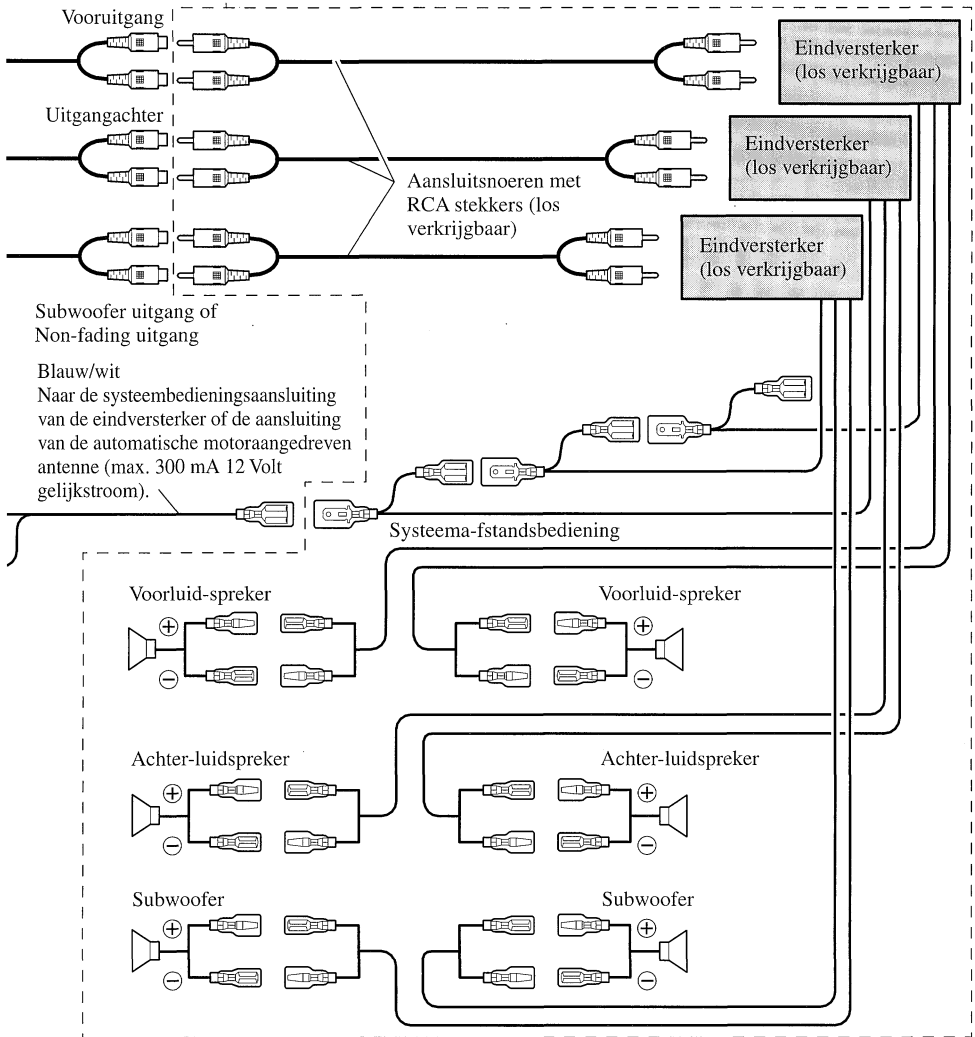 Vooruitgang
Eindversterker
(los verkrijgbaar)
Uitgangachter
Eindversterker
(los verkrijgbaar)
Aansluitsnoeren met
RCA stekkers (los
verkrijgbaar)
Eindversterker
(los verkrijgbaar)
Subwoofer uitgang of
Non-fading uitgang
Blauw/wit
Naar de systeembedieningsaansluiting
van de eindversterker of de aansluiting
van de automatische motoraangedreven
antenne (max. 300 mA 12 Volt
gelijkstroom).
Systeema-fstandsbediening
Voorluid-spreker
Voorluid-spreker
+
+
−
−
Achter-luidspreker
Achter-luidspreker
+
+
−
−
Subwoofer
Subwoofer
+
+
−
−